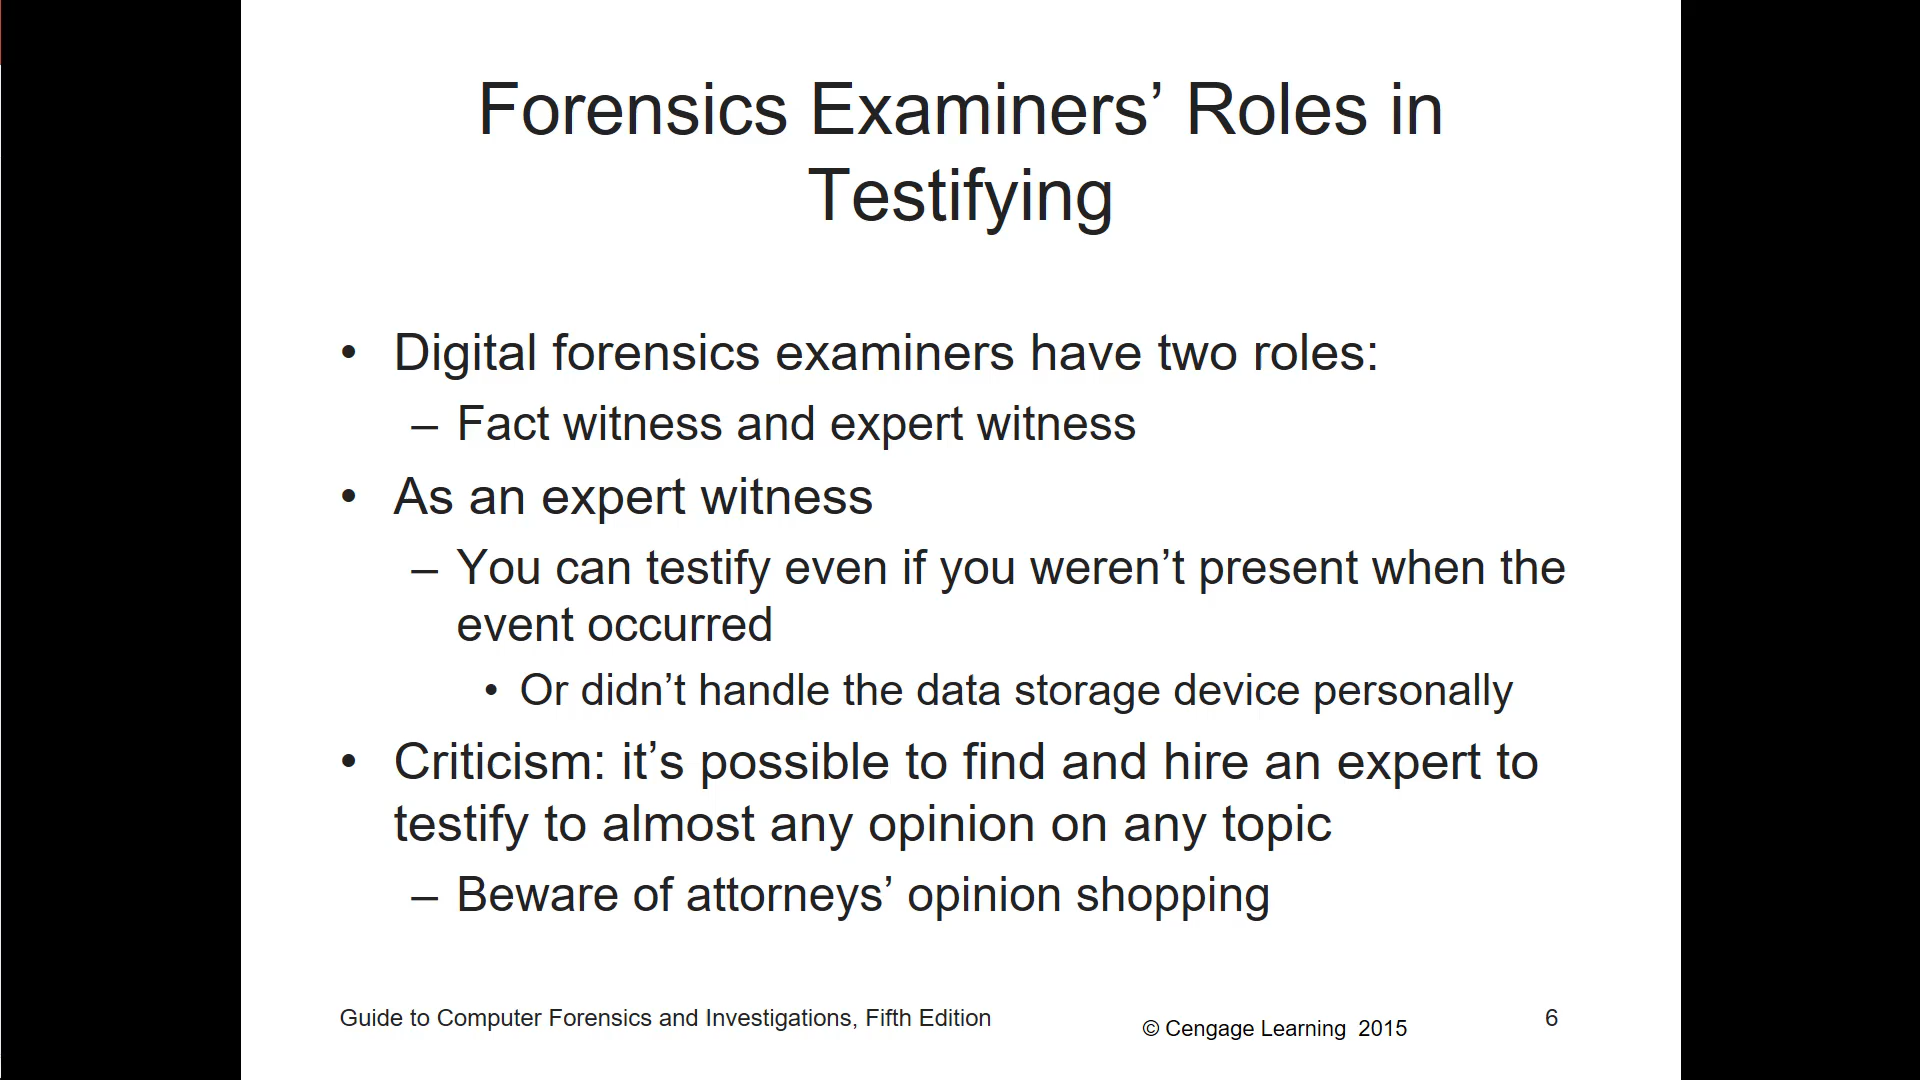 Forensics Examiners’ Roles in
Testifying
• Digital forensics examiners have two roles:
– Fact witness and expert witness
• As an expert witness
– You can testify even if you weren’t present when the
event occurred
• Or didn’t handle the data storage device personally
• Criticism: it’s possible to find and hire an expert to
testify to almost any opinion on any topic
– Beware of attorneys’ opinion shopping
Guide to Computer Forensics and Investigations, Fifth Edition
© Cengage Learning 2015
6